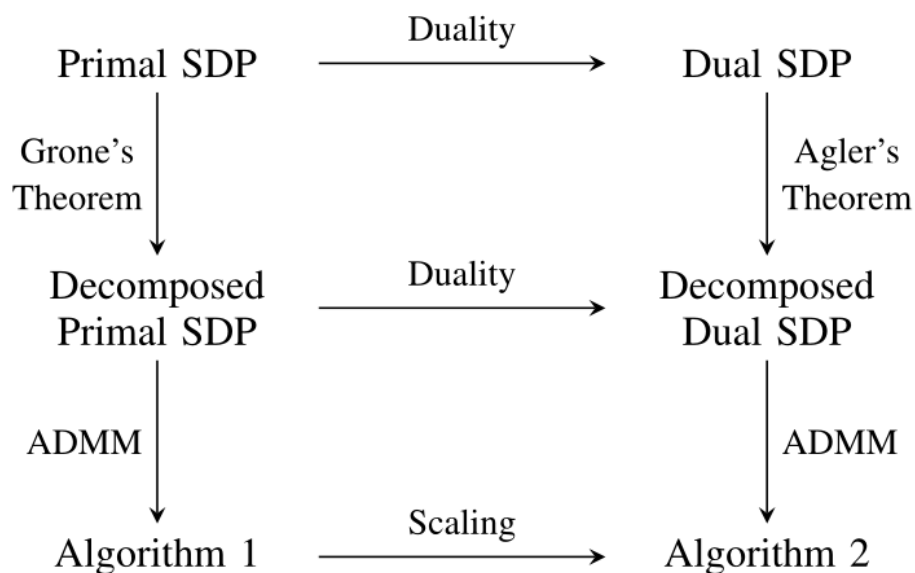 Duality
Primal SDP
Dual SDP
Grone's
Theorem
Agler's
Theorem
Duality
Decomposed
Primal SDP
Decomposed
Dual SDP
ADMM
ADMM
Scaling
Algorithm 1
Algorithm 2